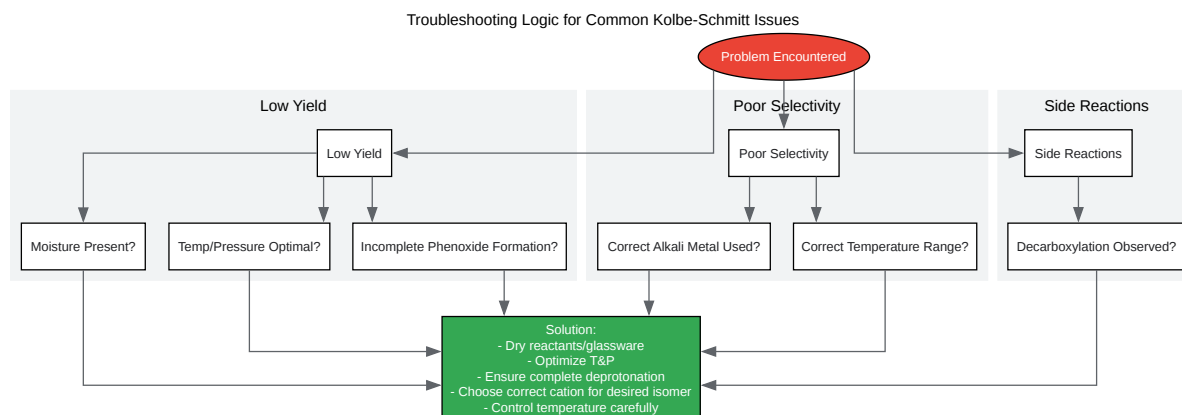 Troubleshooting Logic for Common Kolbe-Schmitt Issues
Problem Encountered
Low Yield
Poor Selectivity
Side Reactions
Low Yield
Poor Selectivity
Side Reactions
Moisture Present?
Temp/Pressure Optimal?
Incomplete Phenoxide Formation?
Correct Alkali Metal Used?
Correct Temperature Range?
Decarboxylation Observed?
Solution:
- Dry reactants/glassware
- Optimize T&P
- Ensure complete deprotonation
- Choose correct cation for desired isomer
- Control temperature carefully